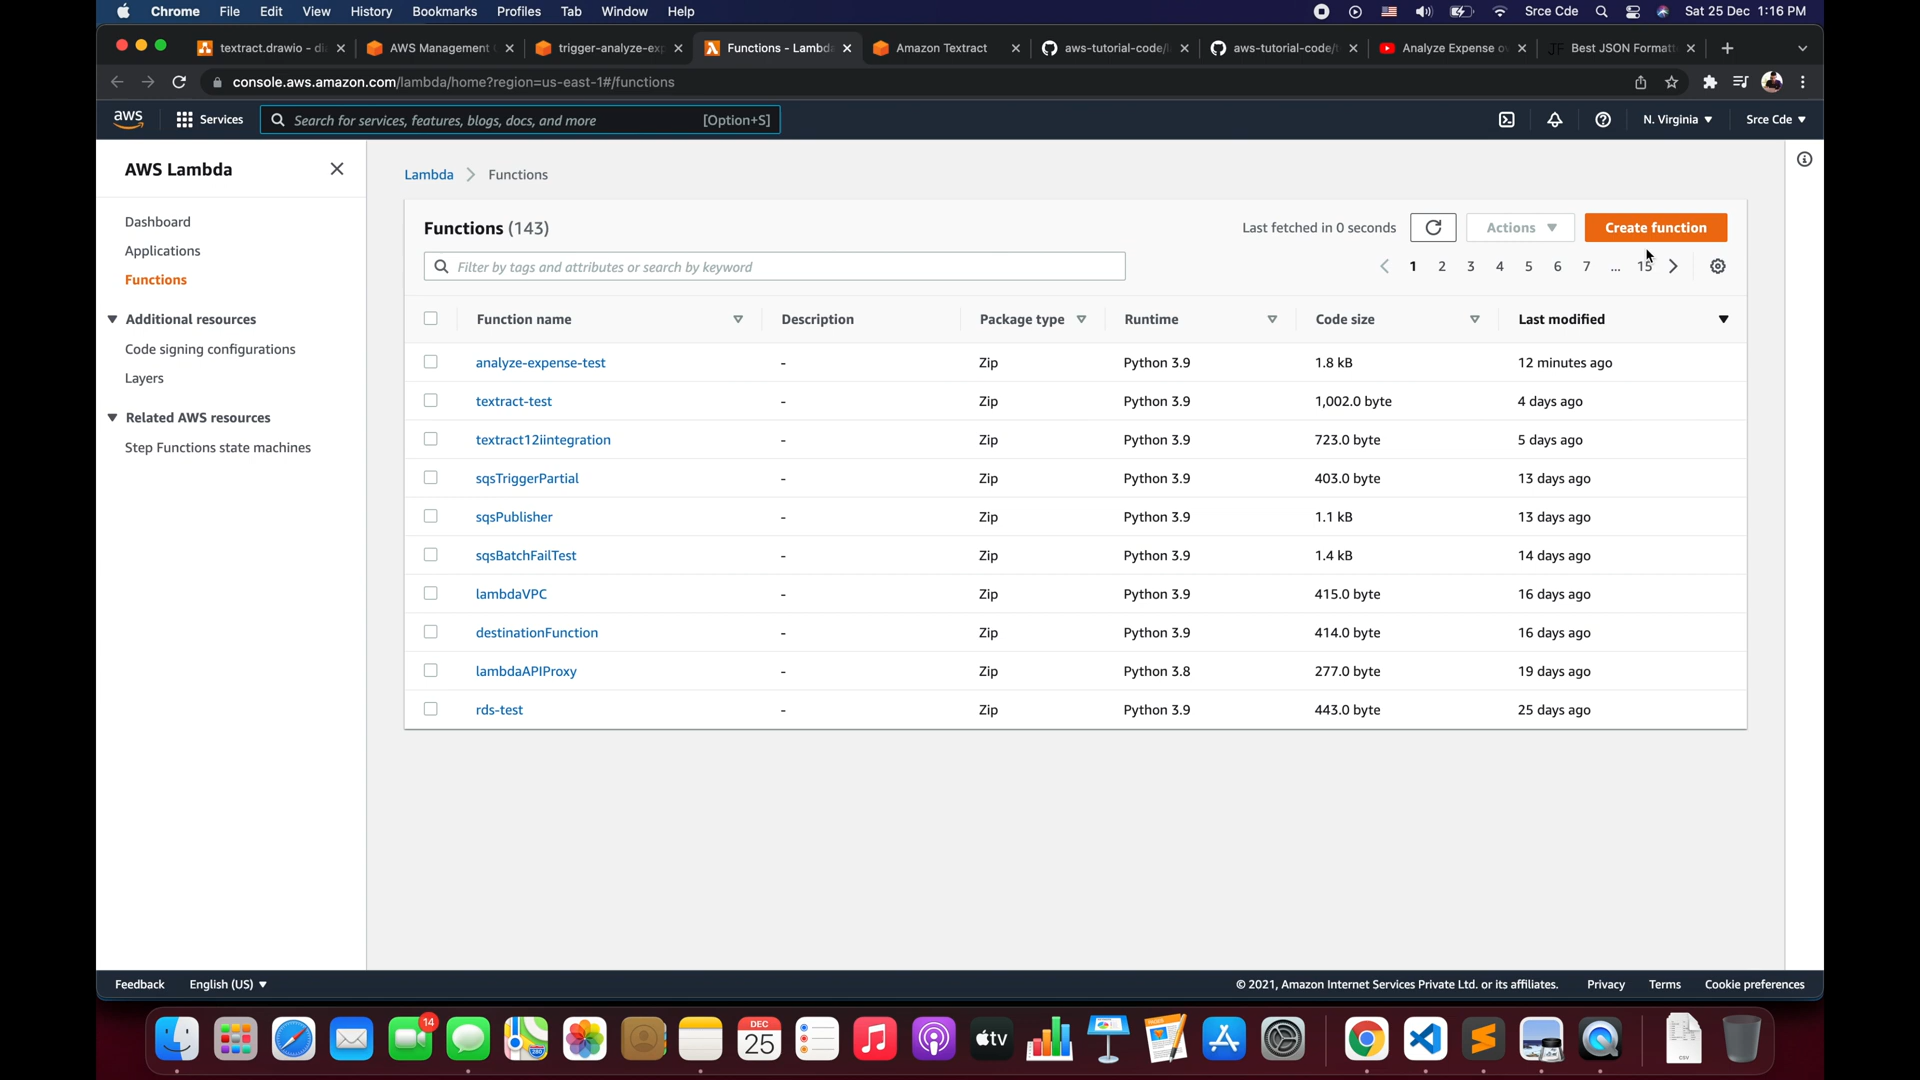 Chrome File Edit View History Bookmarks Profiles Tab Window Help Srce Cde Sat 25 Dec 1:16 PM
textract.drawio - di AWS Management trigger-analyze-exp Functions - Lambda Amazon Textract aws-tutorial-code/ aws-tutorial-code/ Analyze Expense JF Best JSON Formatt
console.aws.amazon.com/lambda/home?region=us-east-1#/functions
aws Services Search for services, features, blogs, docs, and more [Option+S] N. Virginia Srce Cde
AWS Lambda
Dashboard
Applications
Functions
Additional resources
Code signing configurations
Layers
Related AWS resources
Step Functions state machines
Lambda > Functions
Functions (143) Last fetched in 0 seconds Actions Create function
Filter by tags and attributes or search by keyword < 1 2 3 4 5 6 7 ... 15 >
Function name Description Package type Runtime Code size Last modified
analyze-expense-test - Zip Python 3.9 1.8 kB 12 minutes ago
textract-test - Zip Python 3.9 1,002.0 byte 4 days ago
textract12iintegration - Zip Python 3.9 723.0 byte 5 days ago
sqsTriggerPartial - Zip Python 3.9 403.0 byte 13 days ago
sqsPublisher - Zip Python 3.9 1.1 kB 13 days ago
sqsBatchFailTest - Zip Python 3.9 1.4 kB 14 days ago
lambdaVPC - Zip Python 3.9 415.0 byte 16 days ago
destinationFunction - Zip Python 3.9 414.0 byte 16 days ago
lambdaAPIProxy - Zip Python 3.8 277.0 byte 19 days ago
rds-test - Zip Python 3.9 443.0 byte 25 days ago
Feedback English (US) © 2021, Amazon Internet Services Private Ltd. or its affiliates. Privacy Terms Cookie preferences
14
DEC
25
280
tv
CSV